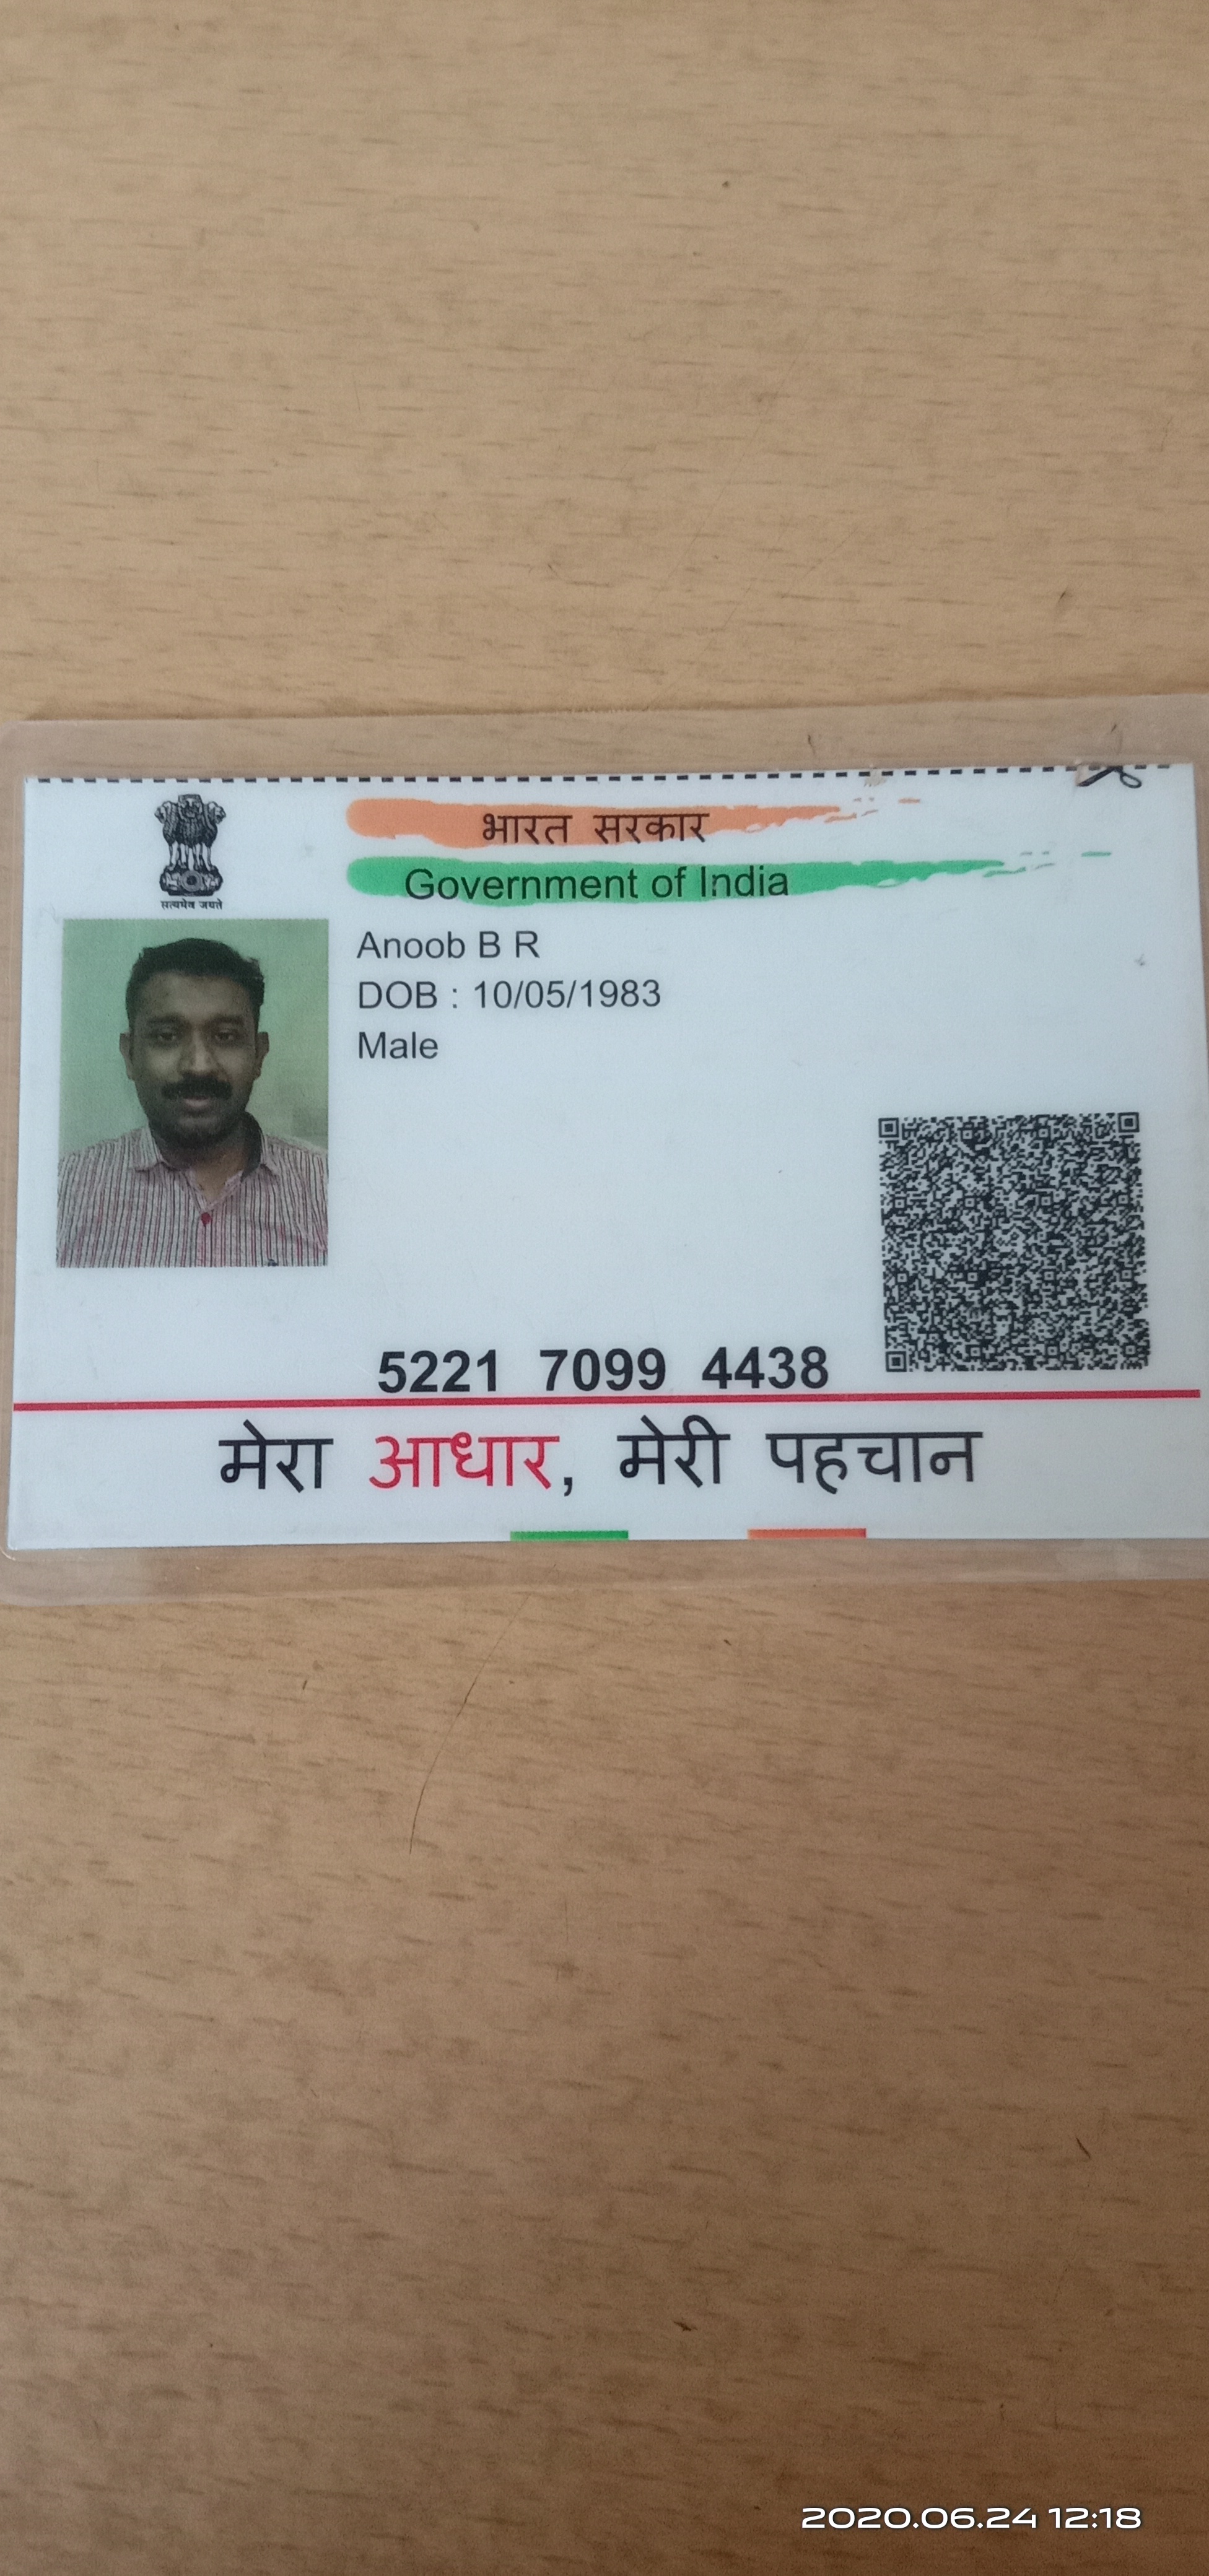 सत्यमेव जयते
भारत सरकार
Government of India
Anoob B R
DOB : 10/05/1983
Male
5221 7099 4438
मेरा आधार, मेरी पहचान
2020.06.24 12:18